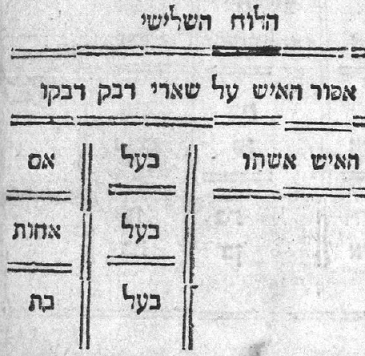 הלוח השלישי
אסור האיש על שארי דבק דבקו
האיש אשתו בעל אם
בעל אחות
בעל בת